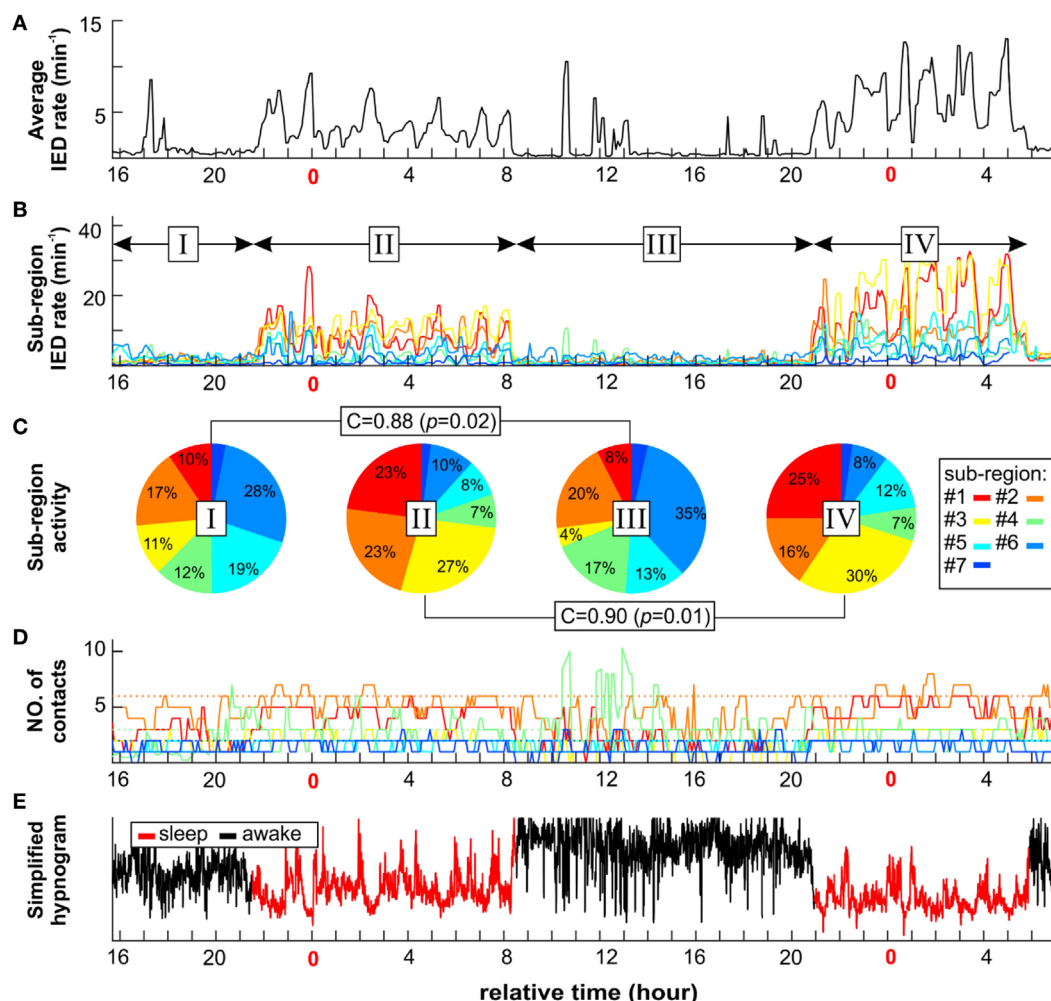 A
Average
IED rate (min⁻¹)
15
5
16 20 0 4 8 12 16 20 0 4
B
Sub-region
IED rate (min⁻¹)
40
20
I II III IV
16 20 0 4 8 12 16 20 0 4
C
Sub-region
activity
C=0.88 (p=0.02)
10% 28% 19% 12% 11% 17%
I
23% 10% 8% 7% 27% 23%
II
8% 35% 13% 17% 4% 20%
III
25% 8% 12% 7% 30% 16%
IV
sub-region:
#1 #2
#3 #4
#5 #6
#7
C=0.90 (p=0.01)
D
NO. of
contacts
10
5
16 20 0 4 8 12 16 20 0 4
E
Simplified
hypnogram
sleep awake
16 20 0 4 8 12 16 20 0 4
relative time (hour)